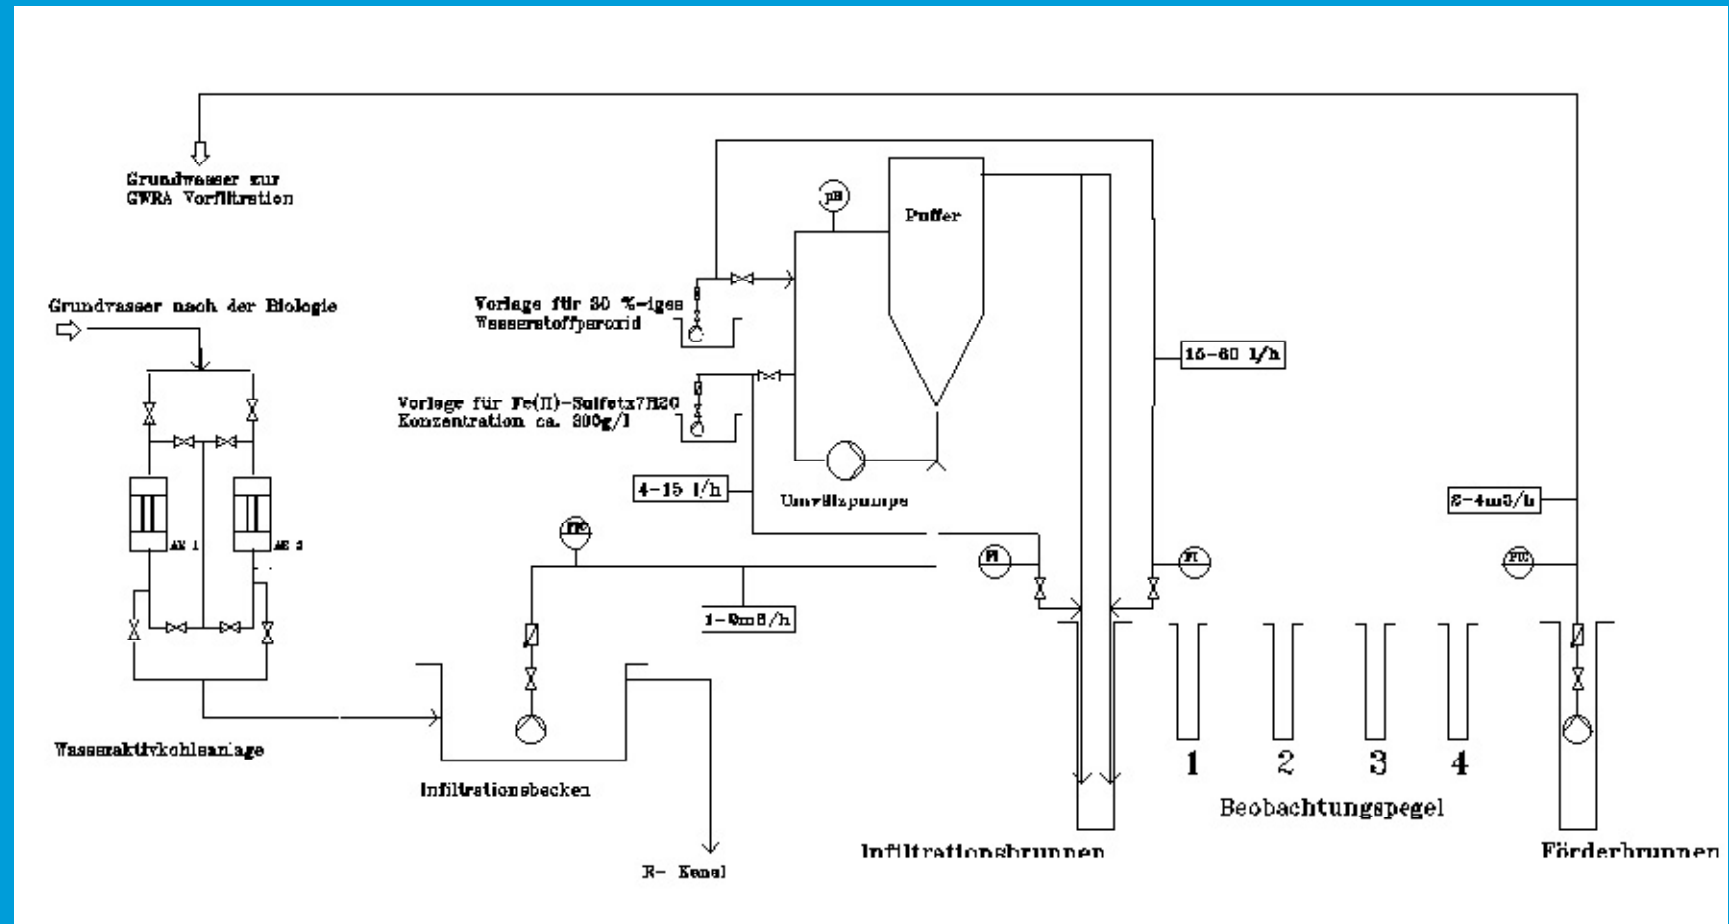 Grundwasser zur
GWRA Vorfiltration
pH
Puffer
Grundwasser nach der Biologie
Vorlage für 30 %-iges
Wasserstoffperoxid
15-60 l/h
Vorlage für Fe(II)-Sulfatx7H2O
Konzentration ca. 300g/l
4-15 l/h
Umwälzpumpe
2-4m3/h
AK 1
AK 2
FIC
FI
FI
FIC
/h
1
2
3
4
Wasseraktivkohleanlage
Infiltrationsbecken
Beobachtungspegel
Infiltrationsbrunnen
Förderbrunnen
R- Kanal